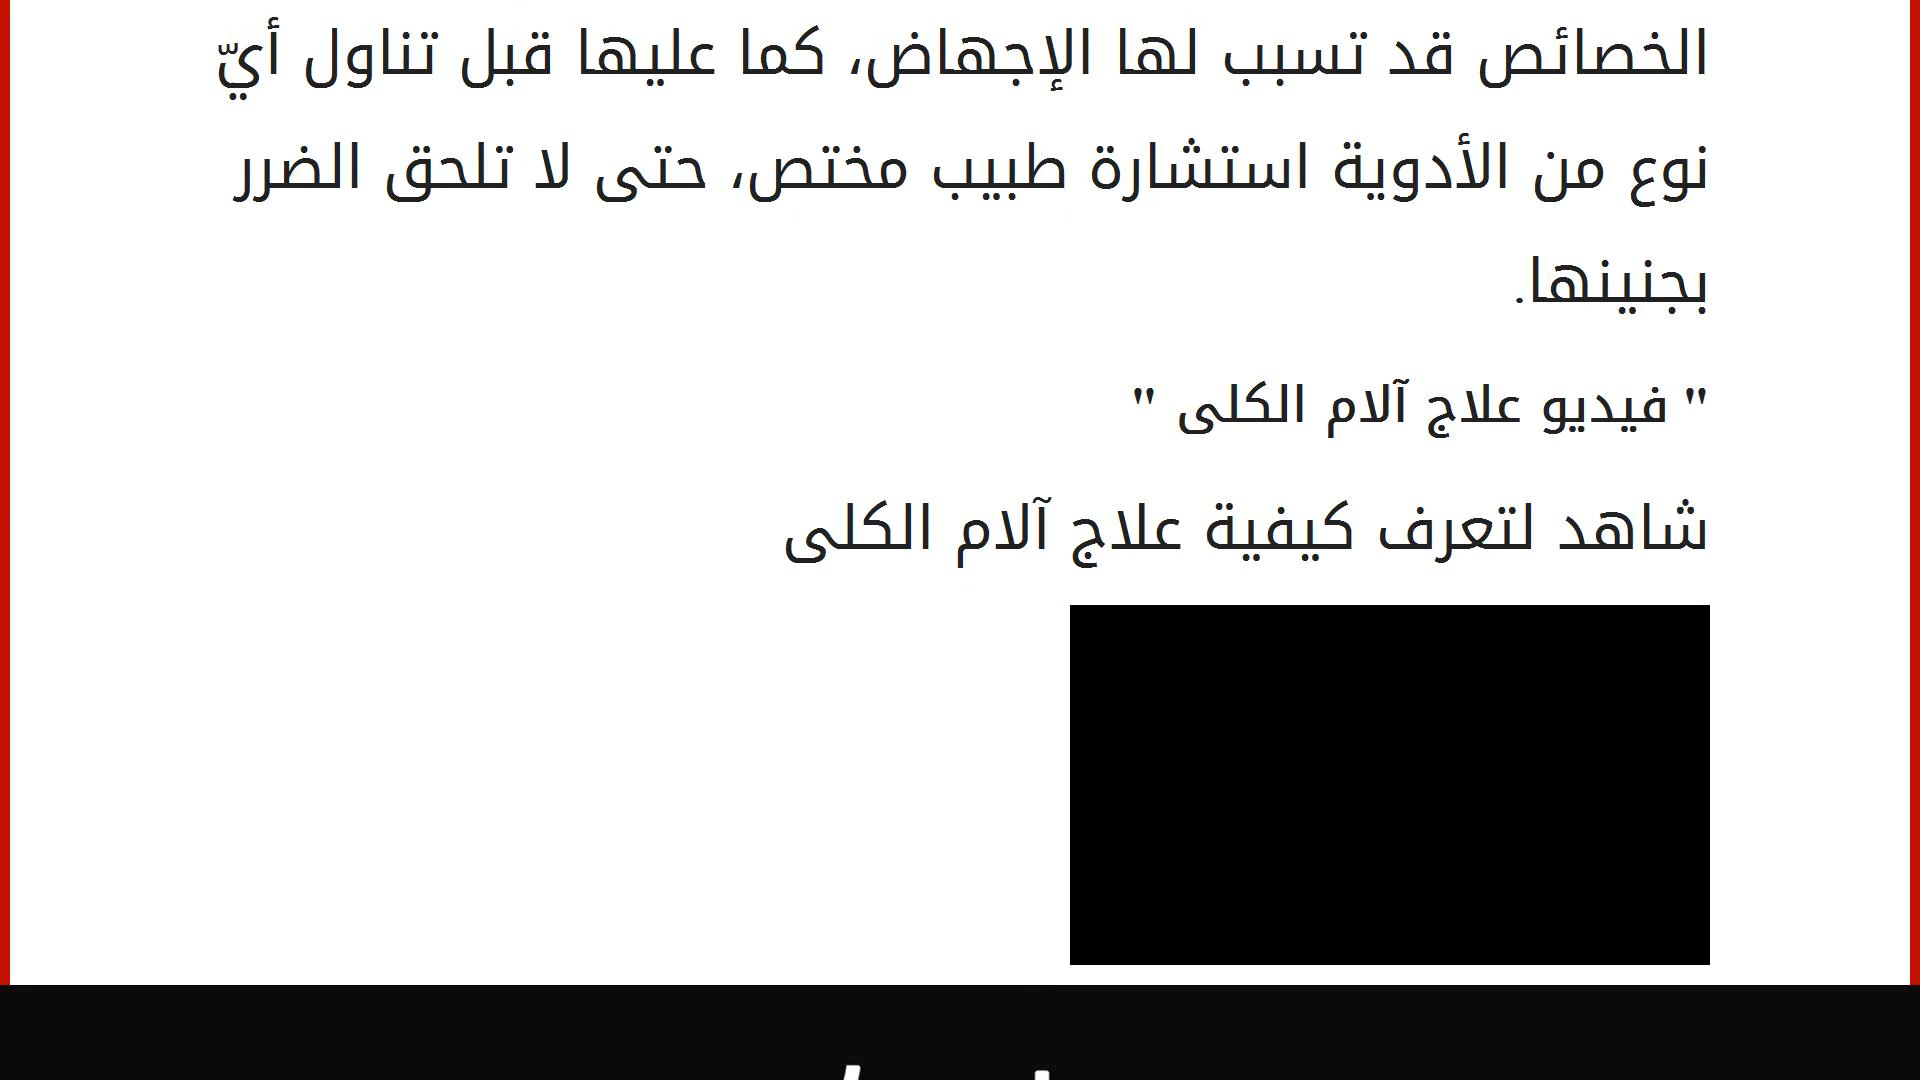 الخصائص قد تسبب لها الإجهاض، كما عليها قبل تناول أيّ
نوع من الأدوية استشارة طبيب مختص، حتى لا تلحق الضرر
بجنينها.
" فيديو علاج آلام الكلى "
شاهد لتعرف كيفية علاج آلام الكلى